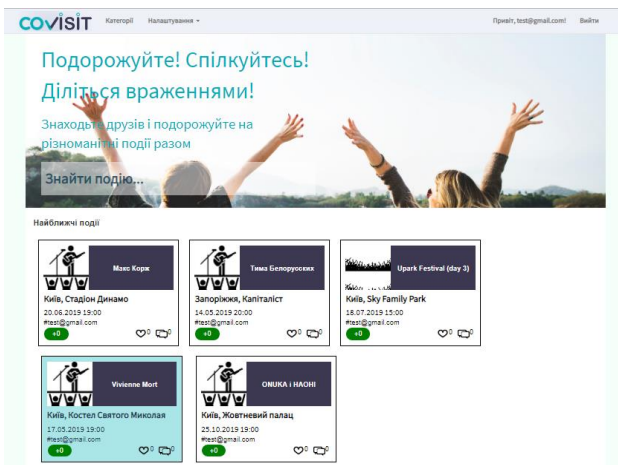 COVISIT Категорії Налаштування Привіт, test@gmail.com! Вийти
Подорожуйте! Спілкуйтесь!
Діліться враженнями!
Знаходьте друзів і подорожуйте на
різноманітні події разом
Знайти подію...
Найближчі події
Макс Корж
Київ, Стадіон Динамо
20.06.2019 19:00
#test@gmail.com
+0 0 0
Тима Белорусских
Запоріжжя, Капіталіст
14.05.2019 20:00
#test@gmail.com
+0 0 0
Upark Festival (day 3)
Київ, Sky Family Park
18.07.2019 15:00
#test@gmail.com
+0 0 0
Vivienne Mort
Київ, Костел Святого Миколая
17.05.2019 19:00
#test@gmail.com
+0 0 0
ONUKA і НАОНІ
Київ, Жовтневий палац
25.10.2019 19:00
#test@gmail.com
+0 0 0